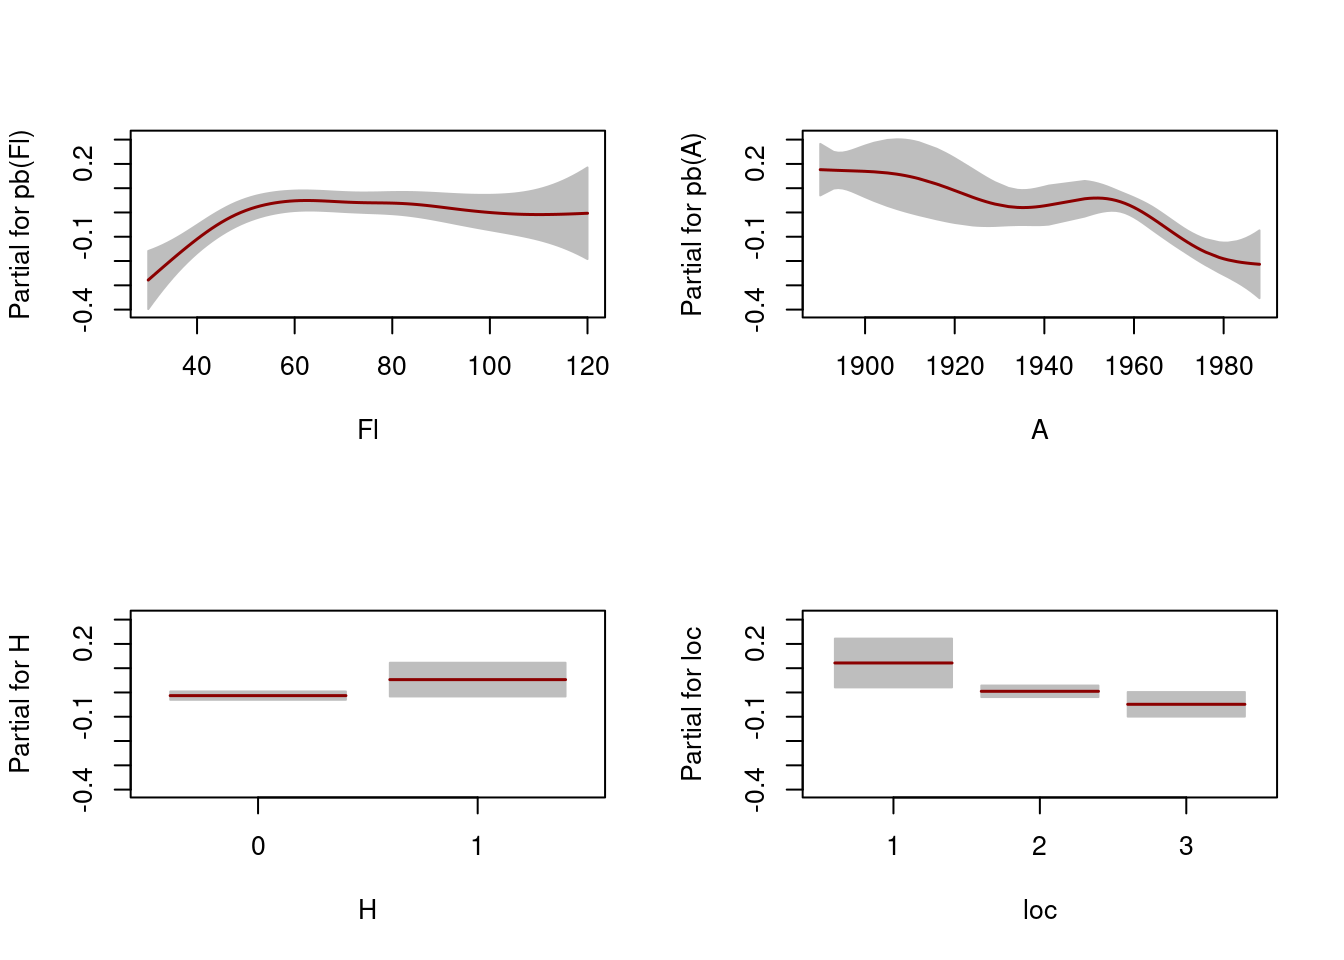 Partial for pb(Fl)
0.2
-0.1
-0.4
40 60 80 100 120
Fl
Partial for pb(A)
0.2
-0.1
-0.4
1900 1920 1940 1960 1980
A
Partial for H
0.2
-0.1
-0.4
0 1
H
Partial for loc
0.2
-0.1
-0.4
1 2 3
loc